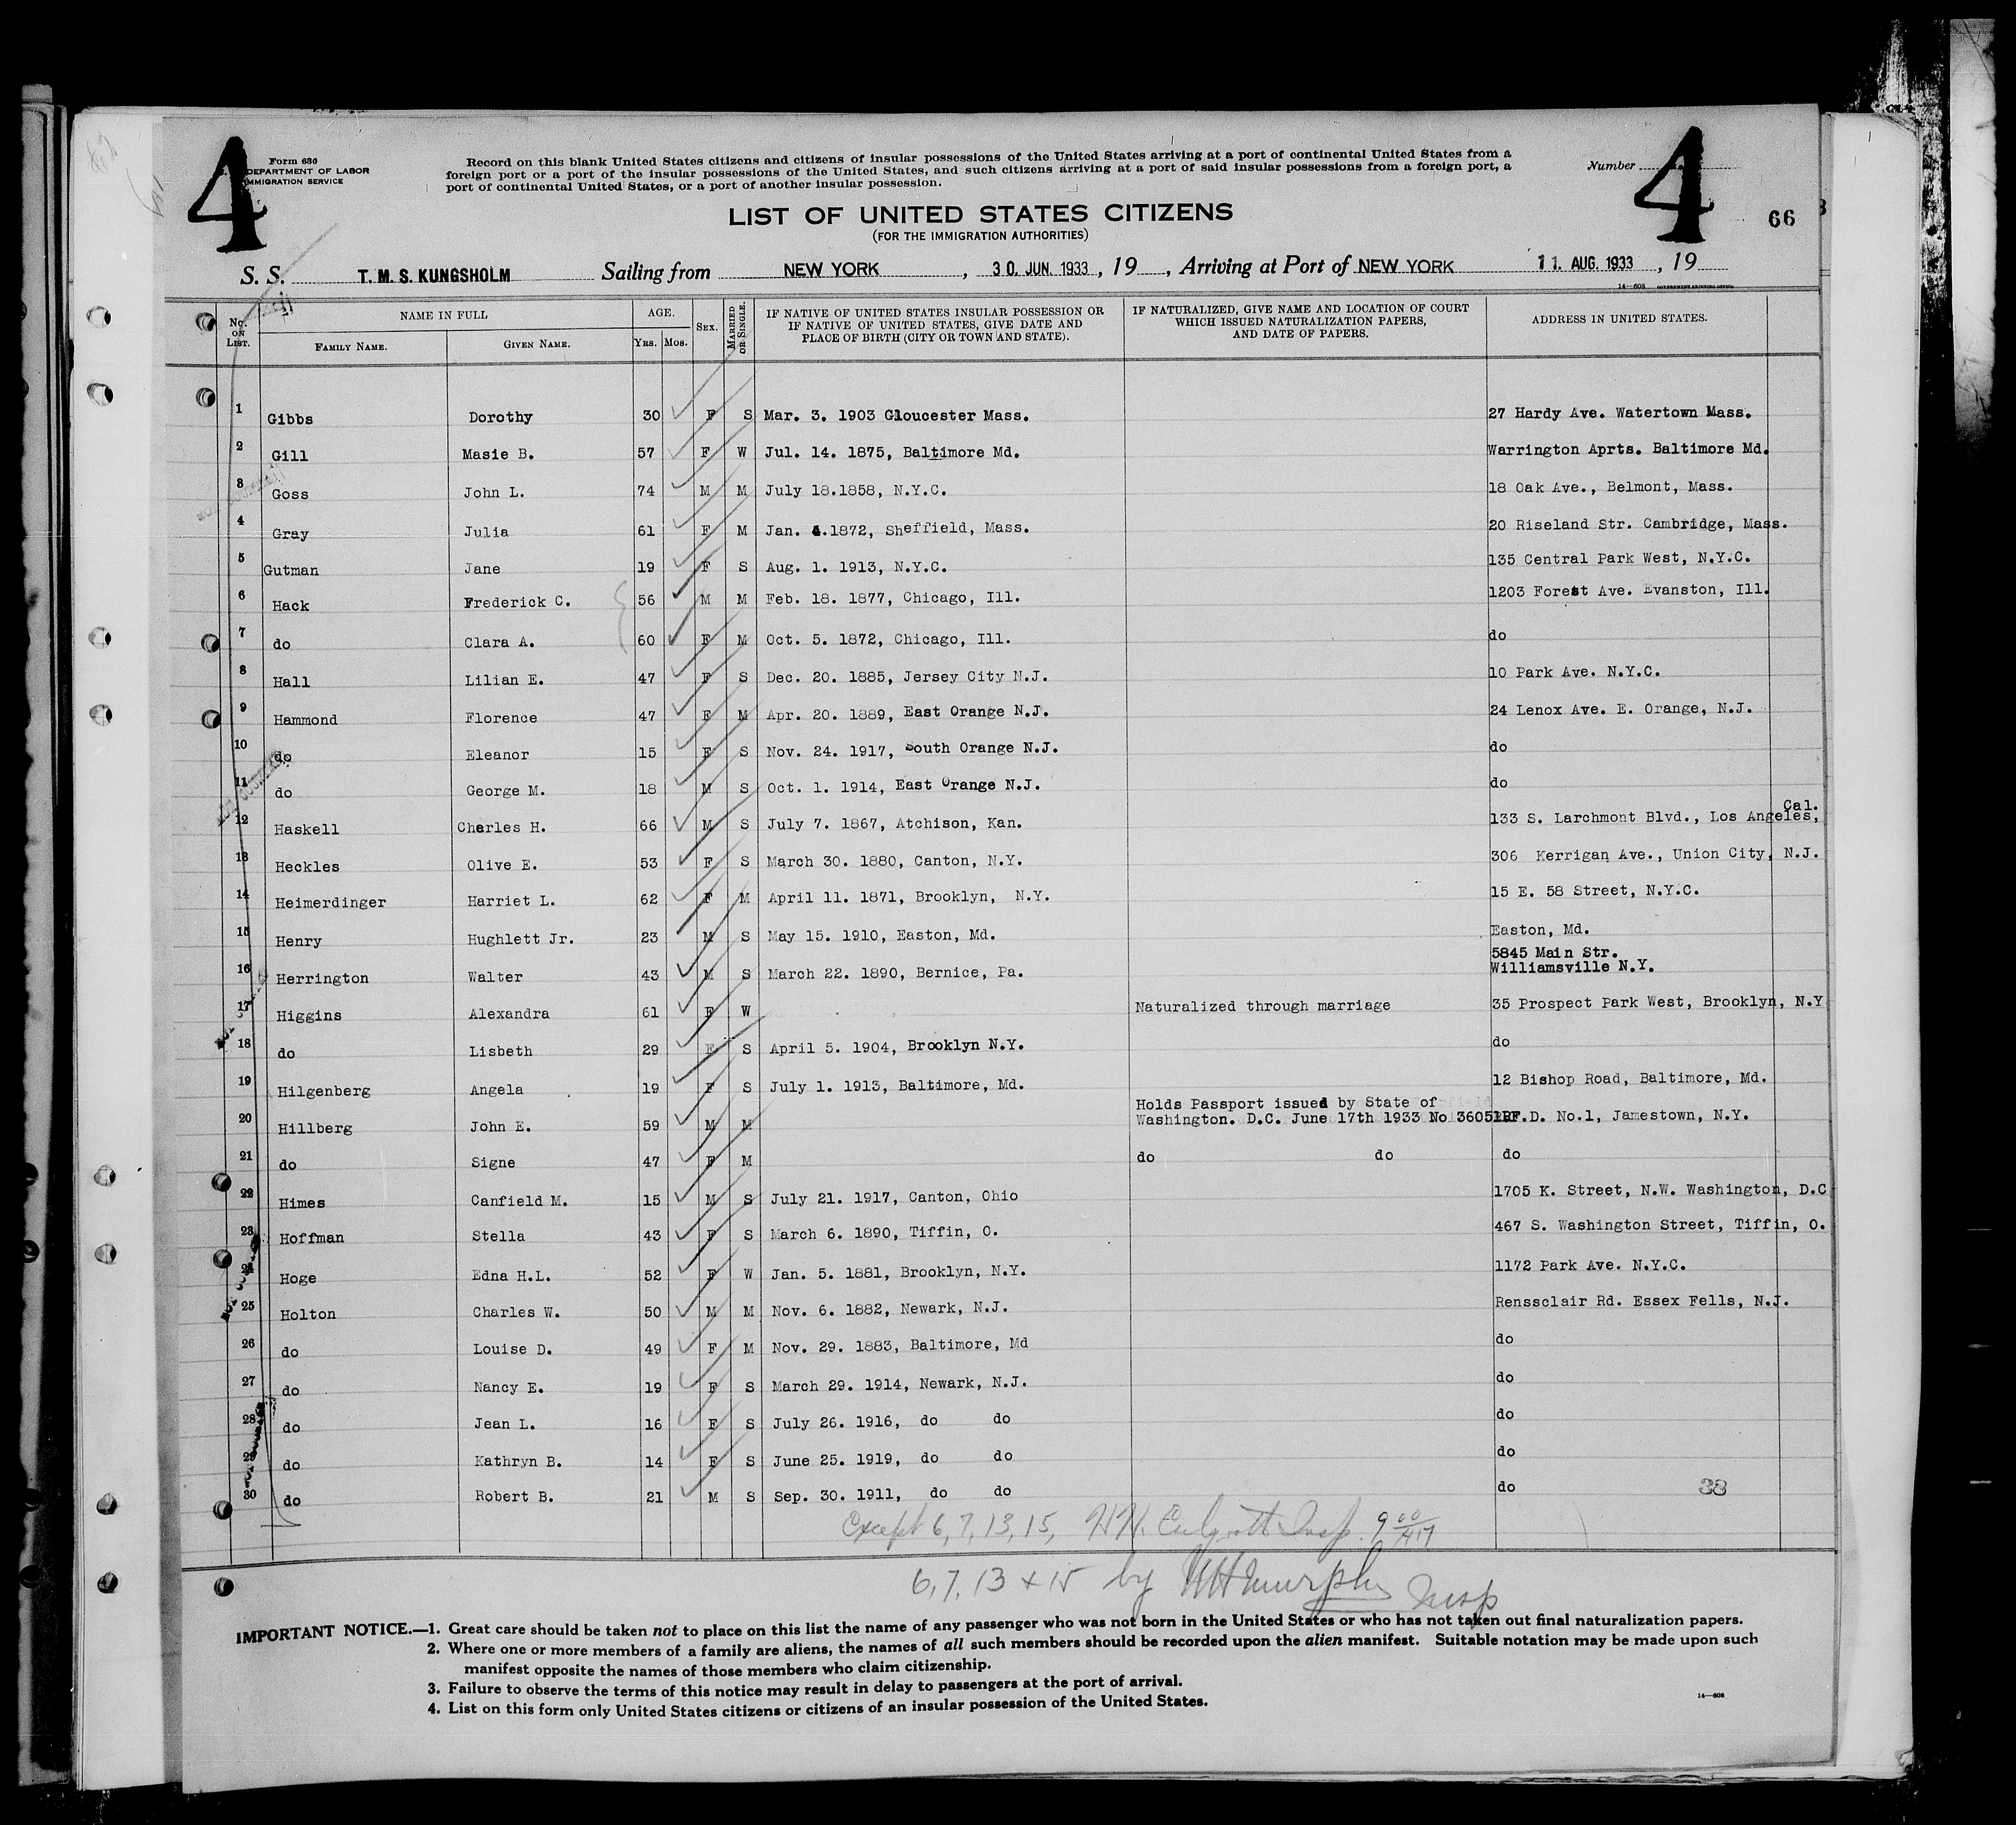 4
Form 630
DEPARTMENT OF LABOR
IMMIGRATION SERVICE
Record on this blank United States citizens and citizens of insular possessions of the United States arriving at a port of continental United States from a
foreign port or a port of the insular possessions of the United States, and such citizens arriving at a port of said insular possessions from a foreign port, a
port of continental United States, or a port of another insular possession.
Number 4
66
LIST OF UNITED STATES CITIZENS
(FOR THE IMMIGRATION AUTHORITIES)
S. S. T. M. S. KUNGSHOLM Sailing from NEW YORK, 30. JUN. 1933, 19, Arriving at Port of NEW YORK 11. AUG. 1933, 19
14—608 GOVERNMENT PRINTING OFFICE
No. ON LIST. NAME IN FULL AGE. SEX. MARRIED OR SINGLE. IF NATIVE OF UNITED STATES INSULAR POSSESSION OR IF NATIVE OF UNITED STATES, GIVE DATE AND PLACE OF BIRTH (CITY OR TOWN AND STATE). IF NATURALIZED, GIVE NAME AND LOCATION OF COURT WHICH ISSUED NATURALIZATION PAPERS, AND DATE OF PAPERS. ADDRESS IN UNITED STATES.
FAMILY NAME. GIVEN NAME. YRS. MOS.
1 Gibbs Dorothy 30 F S Mar. 3. 1903 Gloucester Mass. 27 Hardy Ave. Watertown Mass.
2 Gill Masie B. 57 F W Jul. 14. 1875, Baltimore Md. Warrington Aprts. Baltimore Md.
3 Goss John L. 74 M M July 18.1858, N.Y.C. 18 Oak Ave., Belmont, Mass.
4 Gray Julia 61 F M Jan. .1872, Sheffield, Mass. 20 Riseland Str. Cambridge, Mass.
5 Gutman Jane 19 F S Aug. 1. 1913, N.Y.C. 135 Central Park West, N.Y.C.
6 Hack Frederick C. 56 M M Feb. 18. 1877, Chicago, Ill. 1203 Forest Ave. Evanston, Ill.
7 do Clara A. 60 F M Oct. 5. 1872, Chicago, Ill. do
8 Hall Lilian E. 47 F S Dec. 20. 1885, Jersey City N.J. 10 Park Ave. N.Y.C.
9 Hammond Florence 47 F M Apr. 20. 1889, East Orange N.J. 24 Lenox Ave. E. Orange, N.J.
10 do Eleanor 15 F S Nov. 24. 1917, South Orange N.J. do
11 do George M. 18 M S Oct. 1. 1914, East Orange N.J. do
12 Haskell Charles H. 66 M S July 7. 1867, Atchison, Kan. 133 S. Larchmont Blvd., Los Angeles, Cal.
13 Heckles Olive E. 53 F S March 30. 1880, Canton, N.Y. 306 Kerrigan Ave., Union City, N.J.
14 Heimerdinger Harriet L. 62 F M April 11. 1871, Brooklyn, N.Y. 15 E. 58 Street, N.Y.C.
15 Henry Hughlett Jr. 23 M S May 15. 1910, Easton, Md. Easton, Md.
16 Herrington Walter 43 M S March 22. 1890, Bernice, Pa. 5845 Main Str. Williamsville N.Y.
17 Higgins Alexandra 61 F W Naturalized through marriage 35 Prospect Park West, Brooklyn, N.Y
18 do Lisbeth 29 F S April 5. 1904, Brooklyn N.Y. do
19 Hilgenberg Angela 19 F S July 1. 1913, Baltimore, Md. 12 Bishop Road, Baltimore, Md.
Holds Passport issued by State of
20 Hillberg John E. 59 M M Washington. D.C. June 17th 1933 No 36051 R.F.D. No.1, Jamestown, N.Y.
21 do Signe 47 F M do do do
22 Himes Canfield M. 15 M S July 21. 1917, Canton, Ohio 1705 K. Street, N.W. Washington, D.C
23 Hoffman Stella 43 F S March 6. 1890, Tiffin, O. 467 S. Washington Street, Tiffin, O.
24 Hoge Edna H.L. 52 F W Jan. 5. 1881, Brooklyn, N.Y. 1172 Park Ave. N.Y.C.
25 Holton Charles W. 50 M M Nov. 6. 1882, Newark, N.J. Renssclair Rd. Essex Fells, N.J.
26 do Louise D. 49 F M Nov. 29. 1883, Baltimore, Md do
27 do Nancy E. 19 F S March 29. 1914, Newark, N.J. do
28 do Jean L. 16 F S July 26. 1916, do do do
29 do Kathryn B. 14 F S June 25. 1919, do do do
30 do Robert B. 21 M S Sep. 30. 1911, do do do
33
Except 6, 7, 13, 15, Insp. 9 00
6, 7, 13 + 15 by Murphy Insp
IMPORTANT NOTICE.—1. Great care should be taken not to place on this list the name of any passenger who was not born in the United States or who has not taken out final naturalization papers.
2. Where one or more members of a family are aliens, the names of all such members should be recorded upon the alien manifest. Suitable notation may be made upon such
manifest opposite the names of those members who claim citizenship.
3. Failure to observe the terms of this notice may result in delay to passengers at the port of arrival.
4. List on this form only United States citizens or citizens of an insular possession of the United States.
14—608